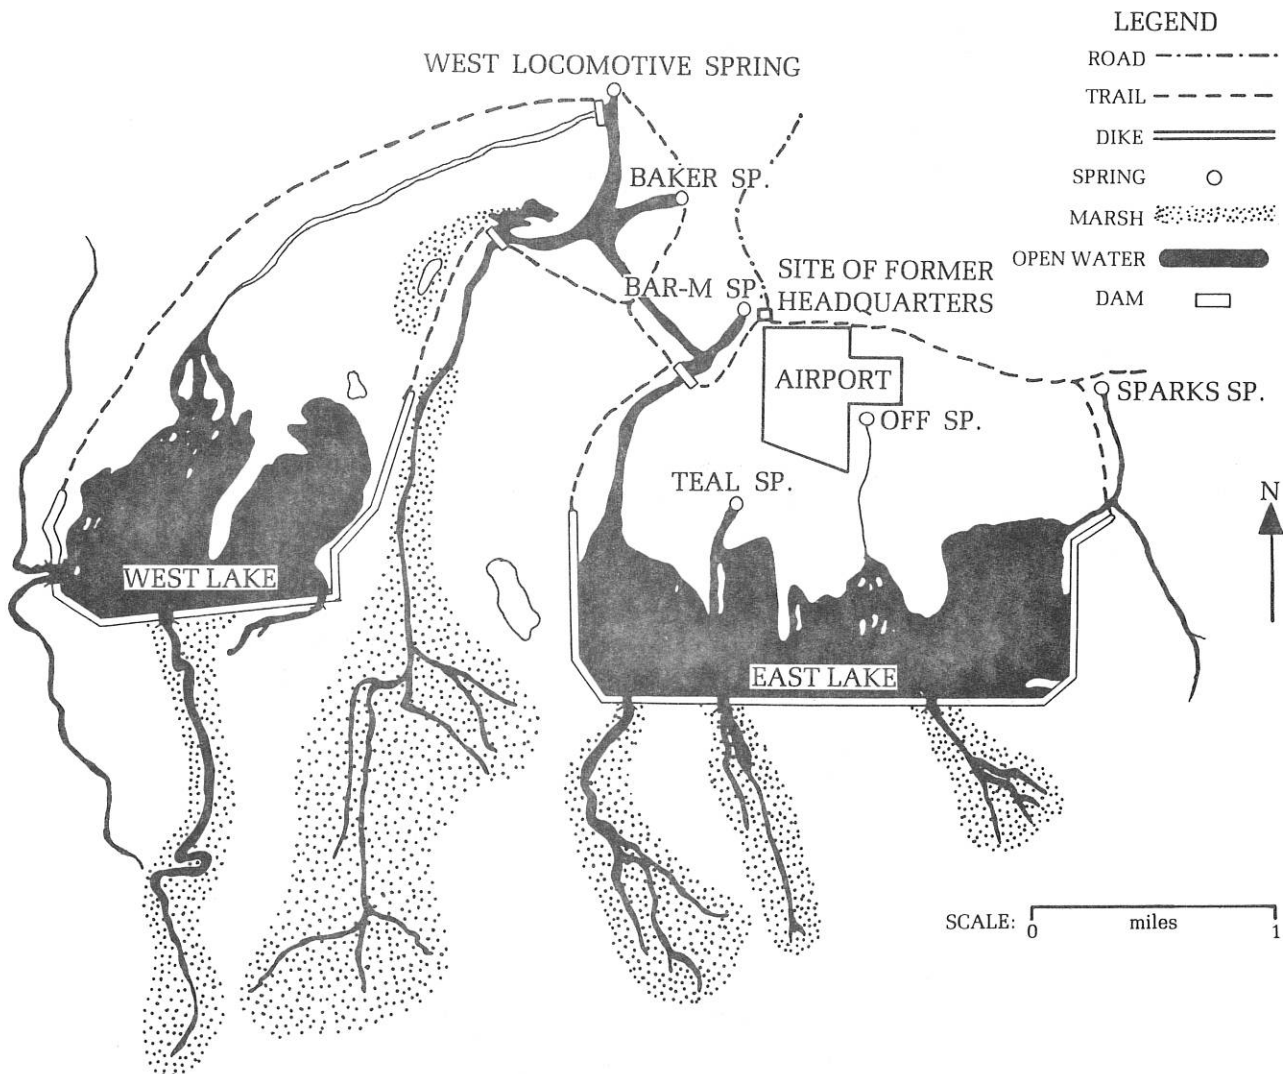 LEGEND
ROAD
TRAIL
DIKE
SPRING
MARSH
OPEN WATER
DAM
WEST LOCOMOTIVE SPRING
BAKER SP.
BAR-M SP.
SITE OF FORMER
HEADQUARTERS
AIRPORT
SPARKS SP.
OFF SP.
TEAL SP.
N
WEST LAKE
EAST LAKE
SCALE:
0
miles
1